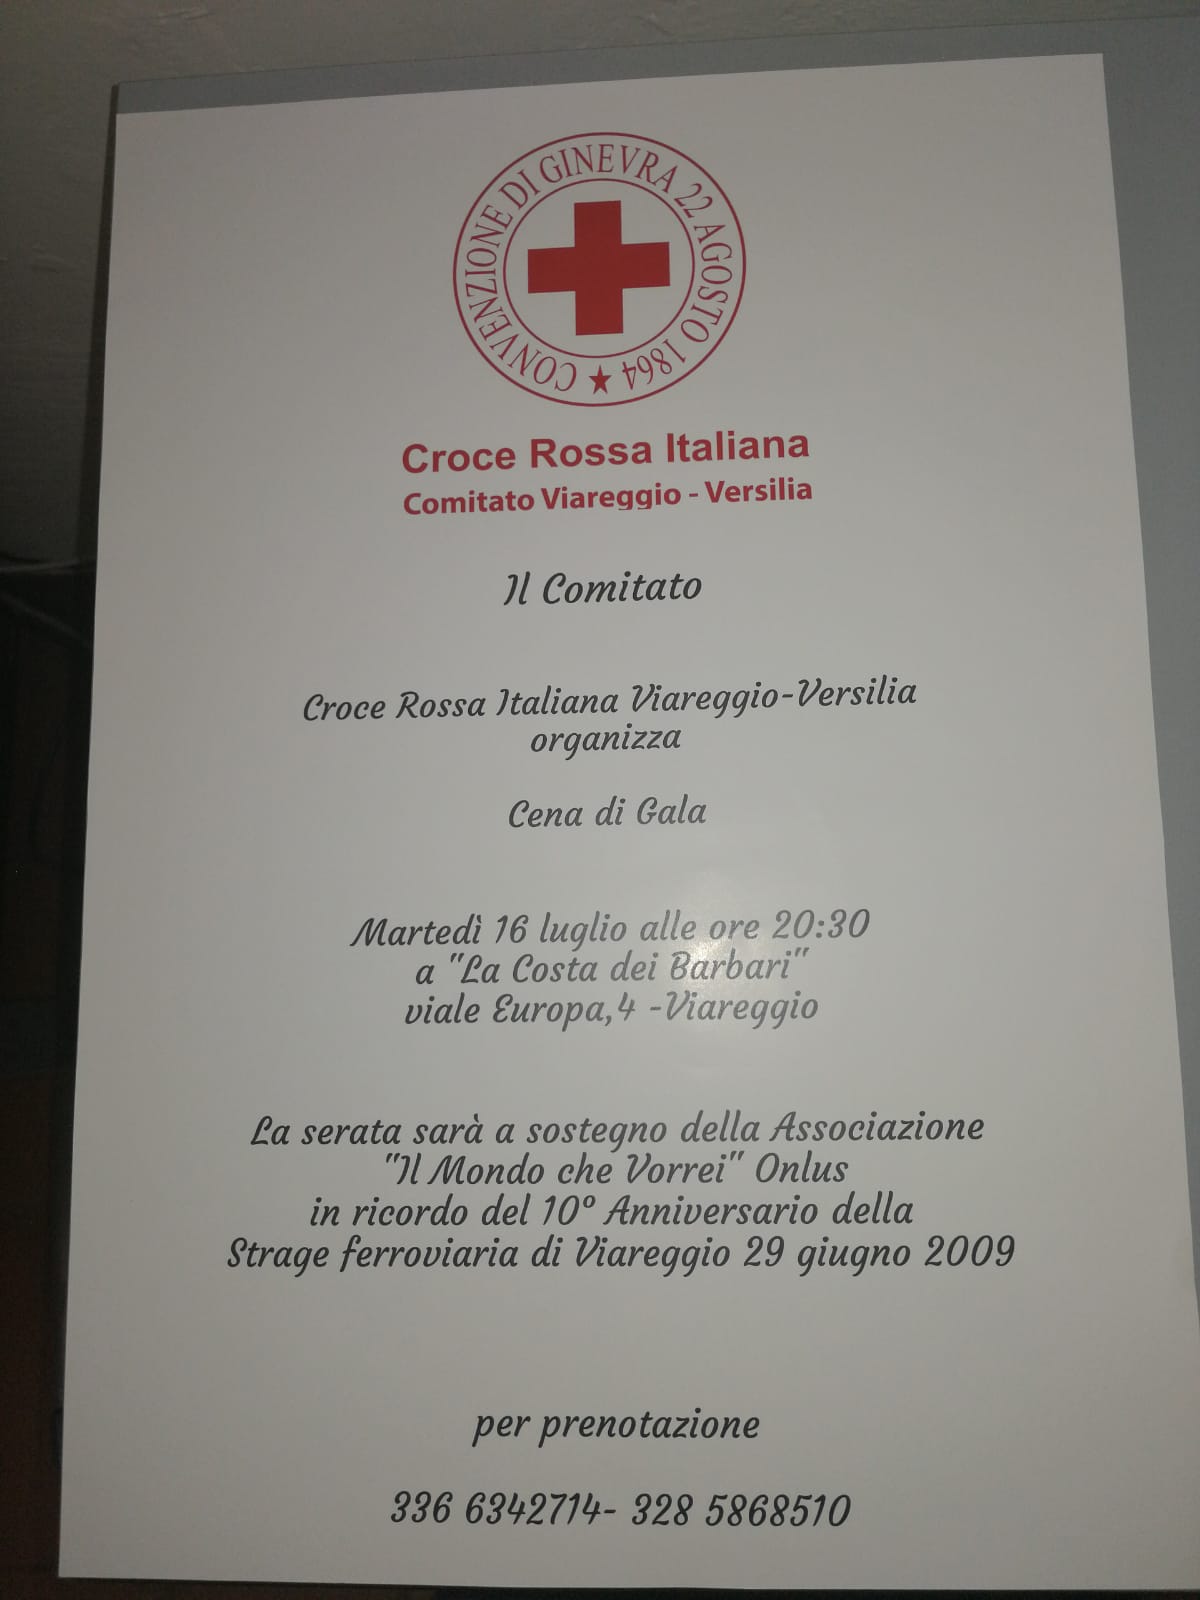 CONVENZIONE DI GINEVRA 22 AGOSTO 1864
Croce Rossa Italiana
Comitato Viareggio - Versilia
Il Comitato
Croce Rossa Italiana Viareggio-Versilia
organizza
Cena di Gala
Martedì 16 luglio alle ore 20:30
a "La Costa dei Barbari"
viale Europa,4 -Viareggio
La serata sarà a sostegno della Associazione
"Il Mondo che Vorrei" Onlus
in ricordo del 10º Anniversario della
Strage ferroviaria di Viareggio 29 giugno 2009
per prenotazione
336 6342714- 328 5868510